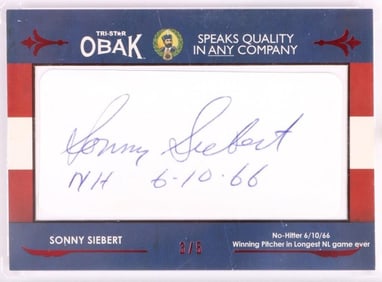 TRI★STAR
OBAK
SPEAKS QUALITY
IN ANY COMPANY
Sonny Siebert
NH 6-10-66
SONNY SIEBERT
3/5
No-Hitter 6/10/66
Winning Pitcher in Longest NL game ever